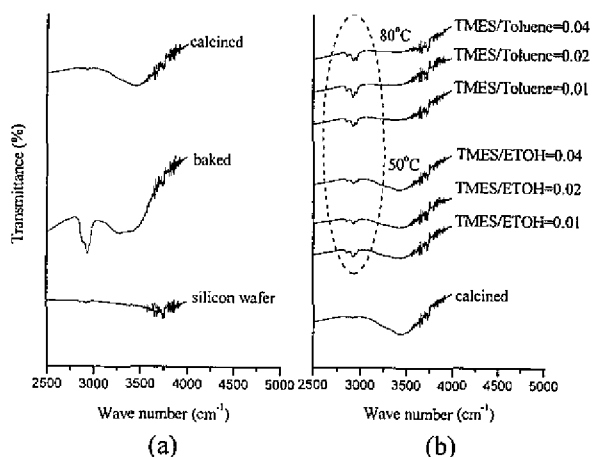 Transmittance (%)
calcined
baked
silicon wafer
2500 3000 3500 4000 4500 5000
Wave number (cm⁻¹)
(a)
80°C
TMES/Toluene=0.04
TMES/Toluene=0.02
TMES/Toluene=0.01
50°C
TMES/ETOH=0.04
TMES/ETOH=0.02
TMES/ETOH=0.01
calcined
2500 3000 3500 4000 4500 5000
Wave number (cm⁻¹)
(b)